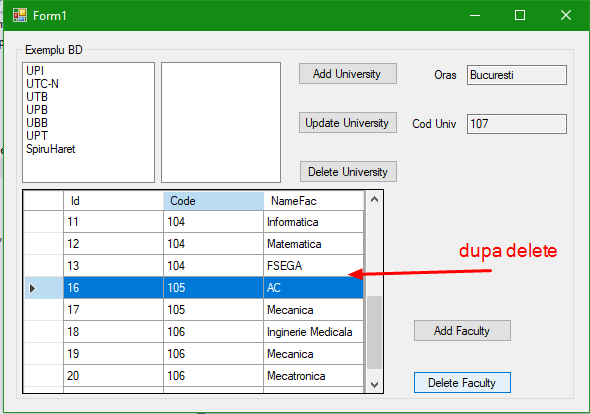 Form1
Exemplu BD
UPI
UTC-N
UTB
UPB
UBB
UPT
SpiruHaret
Add University
Update University
Delete University
Oras Bucuresti
Cod Univ 107
Id Code NameFac
11 104 Informatica
12 104 Matematica
13 104 FSEGA
16 105 AC
17 105 Mecanica
18 106 Inginerie Medicala
19 106 Mecanica
20 106 Mecatronica
dupa delete
Add Faculty
Delete Faculty